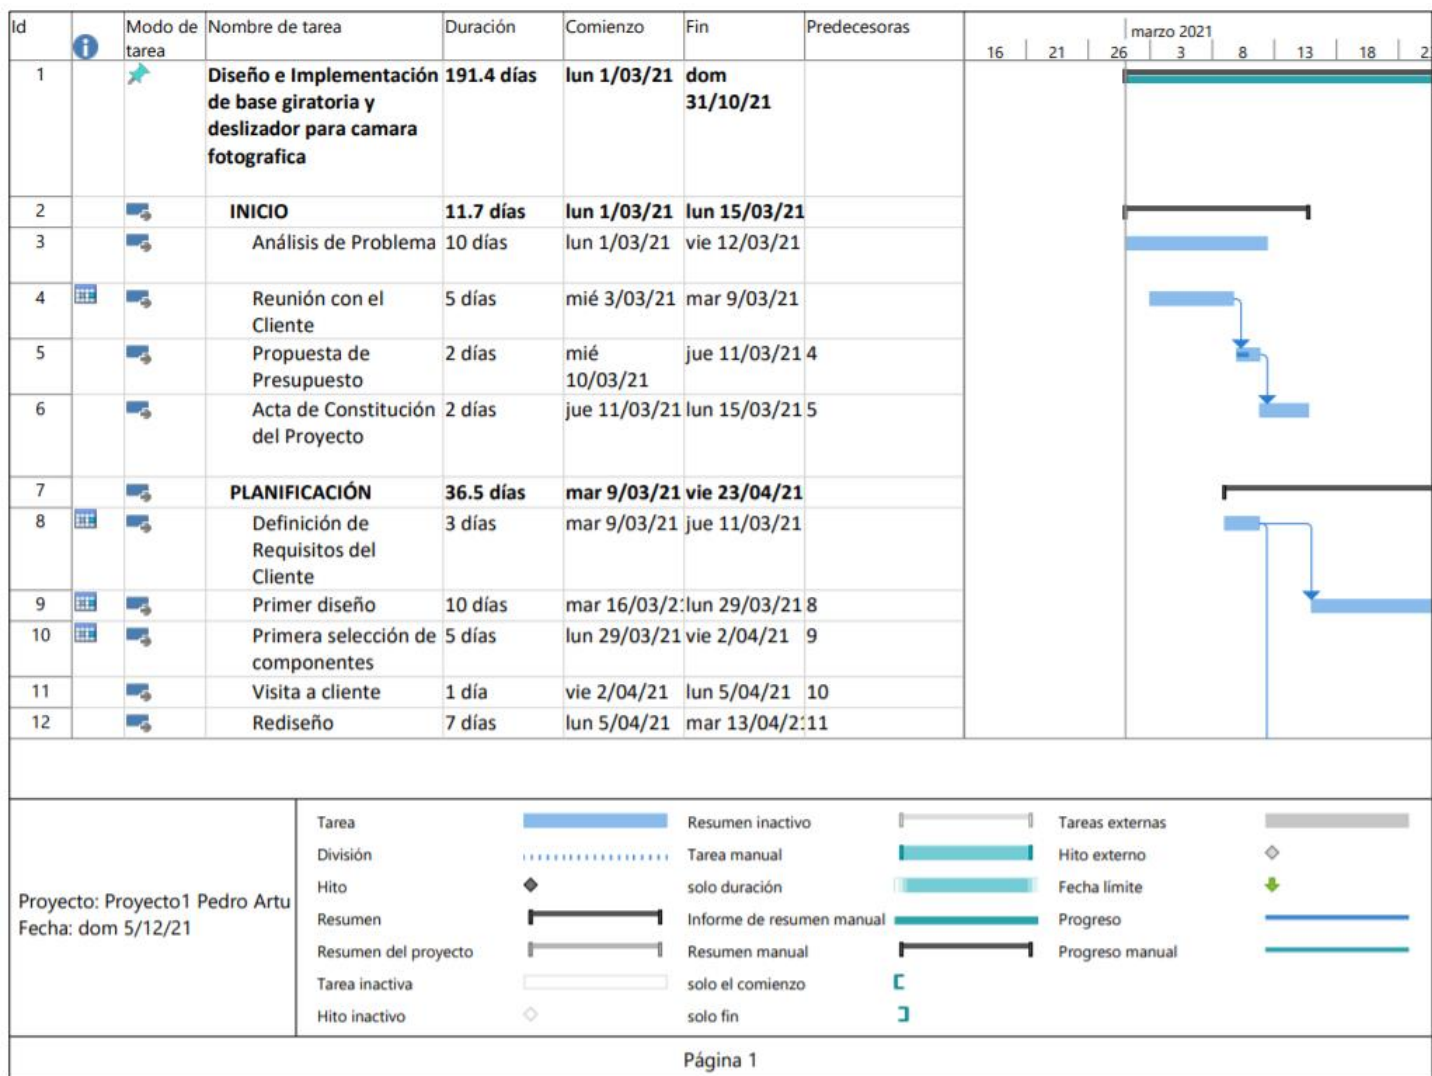 Id Modo de Nombre de tarea Duración Comienzo Fin Predecesoras marzo 2021
tarea 16 21 26 3 8 13 18 23
1 Diseño e Implementación 191.4 días lun 1/03/21 dom
de base giratoria y 31/10/21
deslizador para camara
fotografica
2 INICIO 11.7 días lun 1/03/21 lun 15/03/21
3 Análisis de Problema 10 días lun 1/03/21 vie 12/03/21
4 Reunión con el 5 días mié 3/03/21 mar 9/03/21
Cliente
5 Propuesta de 2 días mié jue 11/03/21 4
Presupuesto 10/03/21
6 Acta de Constitución 2 días jue 11/03/21 lun 15/03/21 5
del Proyecto
7 PLANIFICACIÓN 36.5 días mar 9/03/21 vie 23/04/21
8 Definición de 3 días mar 9/03/21 jue 11/03/21
Requisitos del
Cliente
9 Primer diseño 10 días mar 16/03/21 lun 29/03/21 8
10 Primera selección de 5 días lun 29/03/21 vie 2/04/21 9
componentes
11 Visita a cliente 1 día vie 2/04/21 lun 5/04/21 10
12 Rediseño 7 días lun 5/04/21 mar 13/04/21 11
Proyecto: Proyecto1 Pedro Artu
Fecha: dom 5/12/21
Tarea
División
Hito
Resumen
Resumen del proyecto
Tarea inactiva
Hito inactivo
Resumen inactivo
Tarea manual
solo duración
Informe de resumen manual
Resumen manual
solo el comienzo
solo fin
Tareas externas
Hito externo
Fecha límite
Progreso
Progreso manual
Página 1